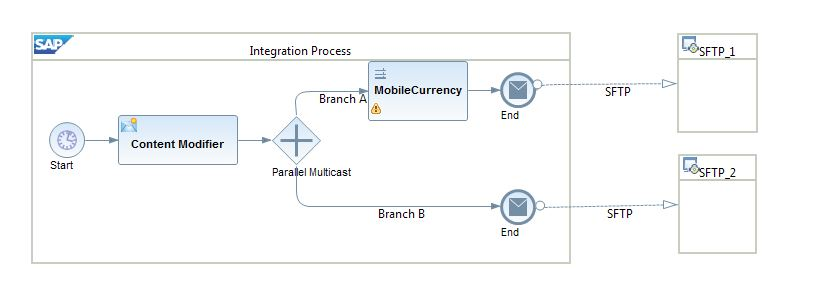 SAP
Integration Process
SFTP_1
MobileCurrency
Branch A
SFTP
End
Content Modifier
Start
Parallel Multicast
SFTP_2
Branch B
SFTP
End